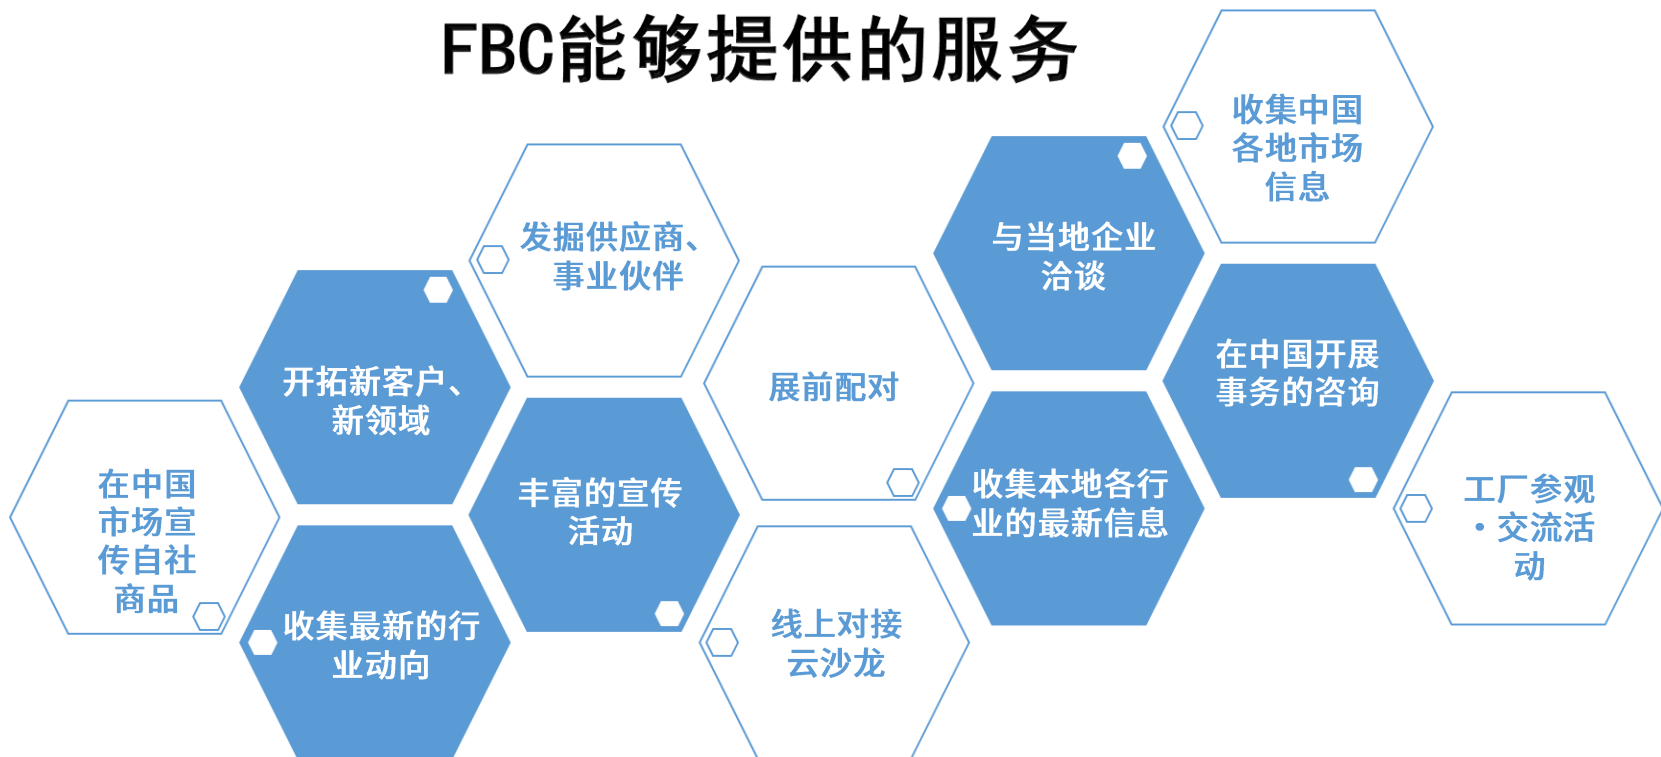 FBC能够提供的服务
收集中国
各地市场
信息
发掘供应商、
事业伙伴
与当地企业
洽谈
开拓新客户、
新领域
展前配对
在中国开展
事务的咨询
在中国
市场宣
传自社
商品
丰富的宣传
活动
收集本地各行
业的最新信息
工厂参观
·交流活
动
收集最新的行
业动向
线上对接
云沙龙